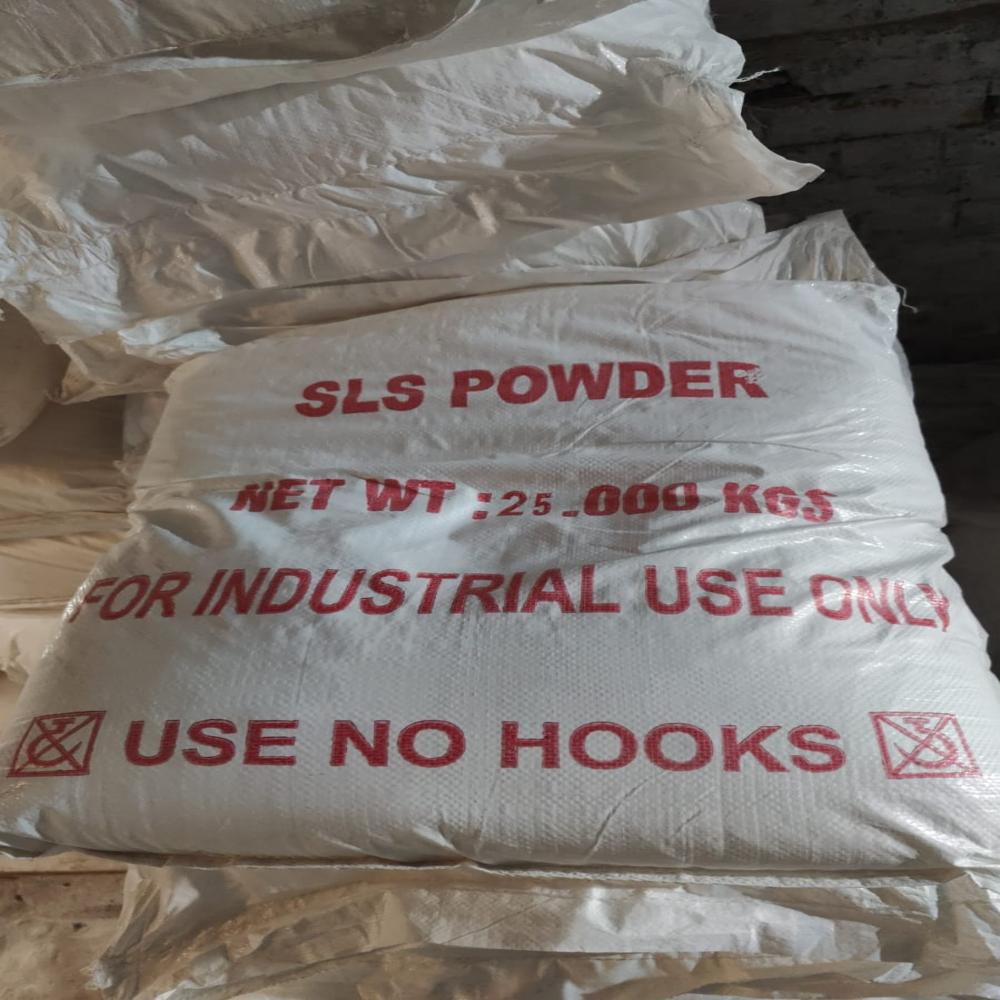 SLS POWDER
NET WT :25.000 KGS
FOR INDUSTRIAL USE ONLY
USE NO HOOKS